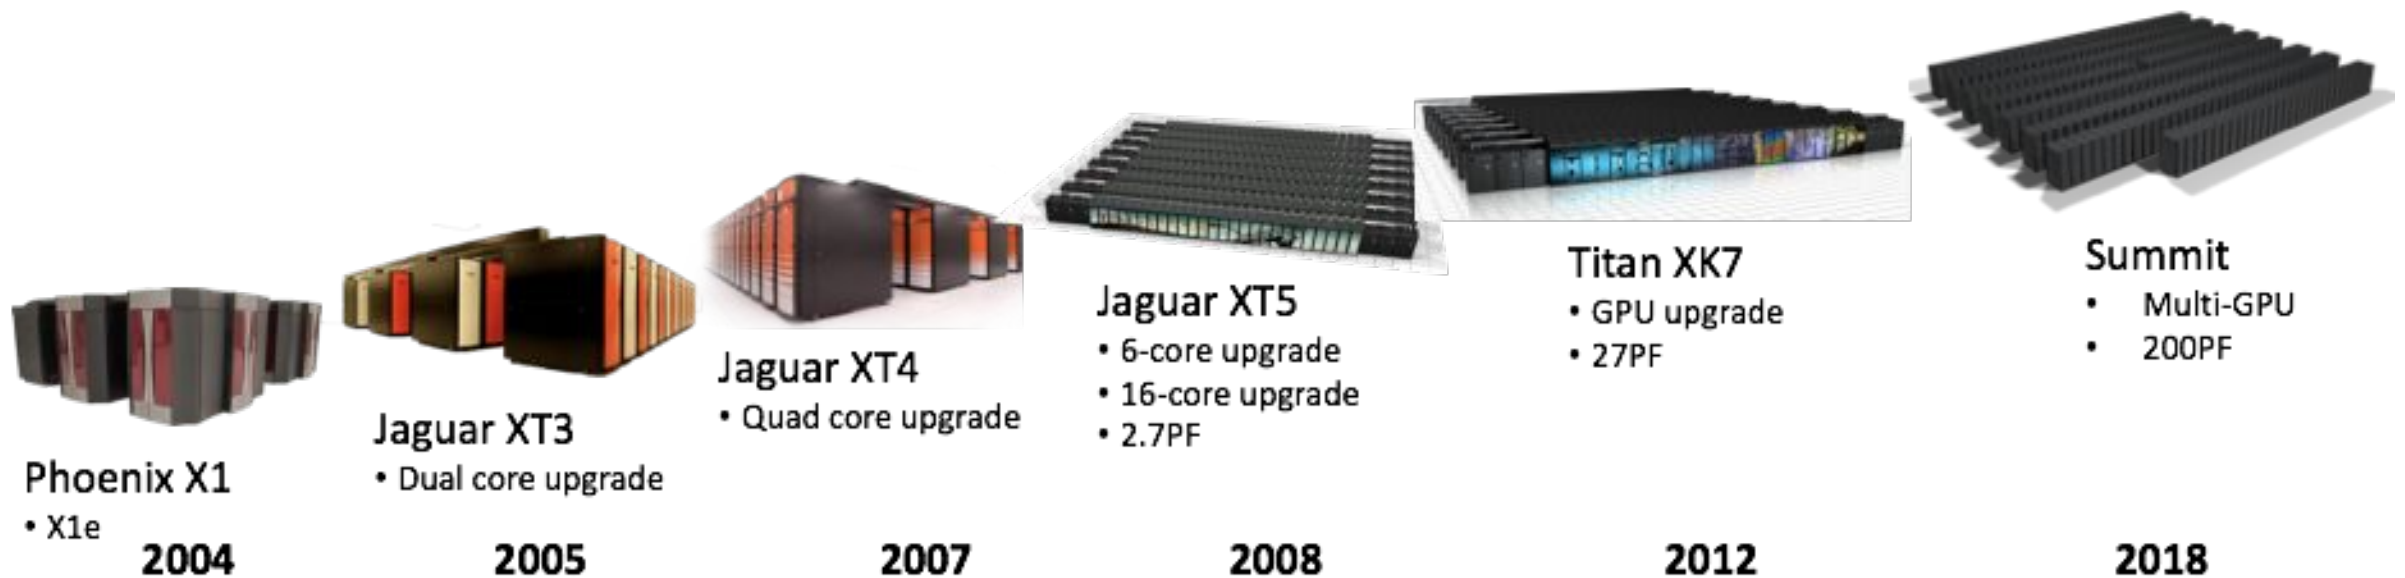 Phoenix X1
• X1e
2004
Jaguar XT3
• Dual core upgrade
2005
Jaguar XT4
• Quad core upgrade
2007
Jaguar XT5
• 6-core upgrade
• 16-core upgrade
• 2.7PF
2008
Titan XK7
• GPU upgrade
• 27PF
2012
Summit
• Multi-GPU
• 200PF
2018